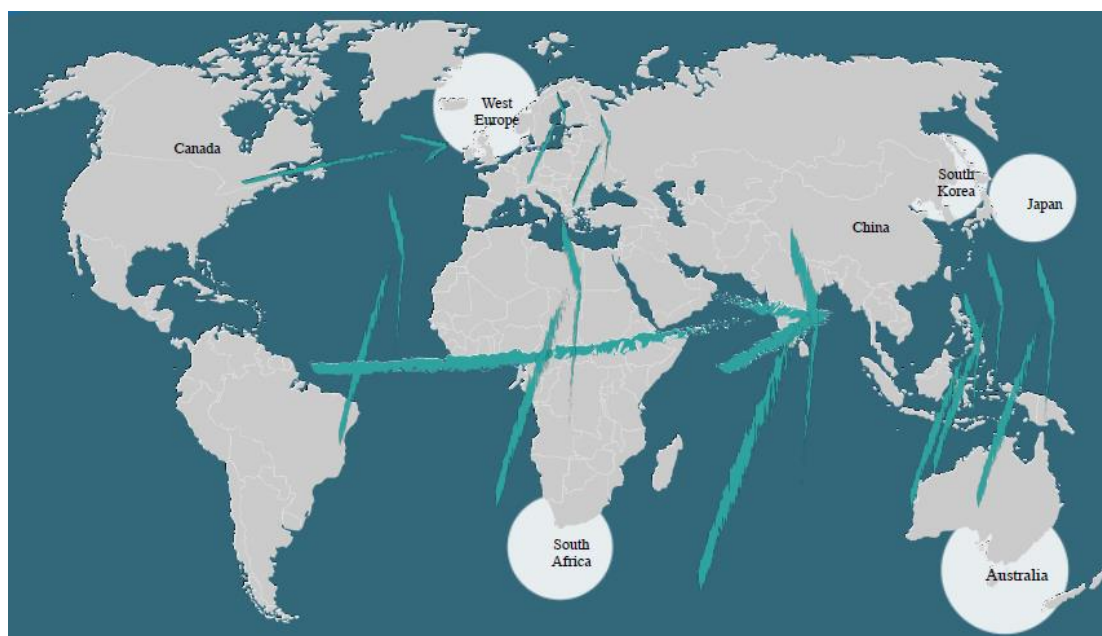 Canada
West
Europe
China
South
Korea
Japan
South
Africa
Australia